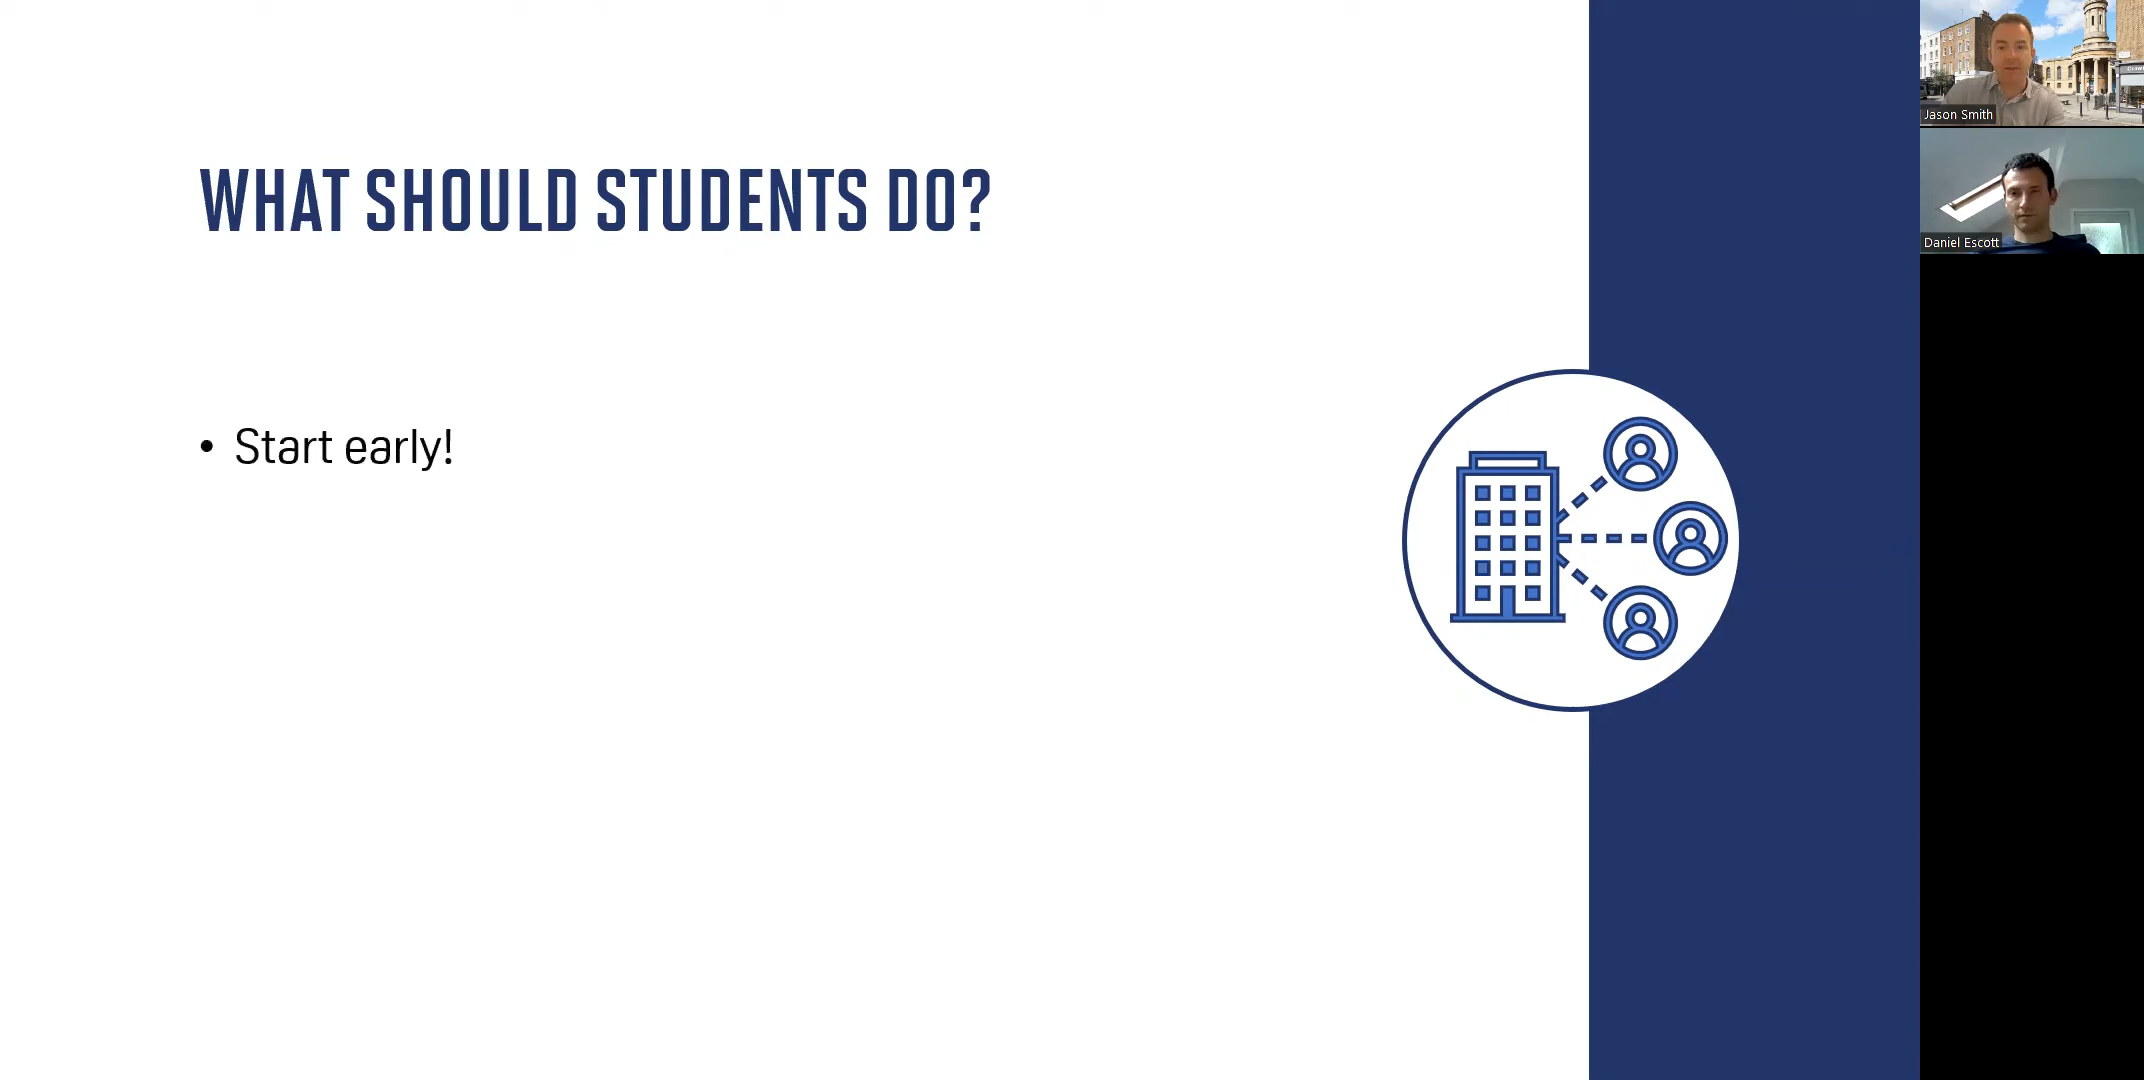 WHAT SHOULD STUDENTS DO?
• Start early!
Jason Smith
Daniel Escott